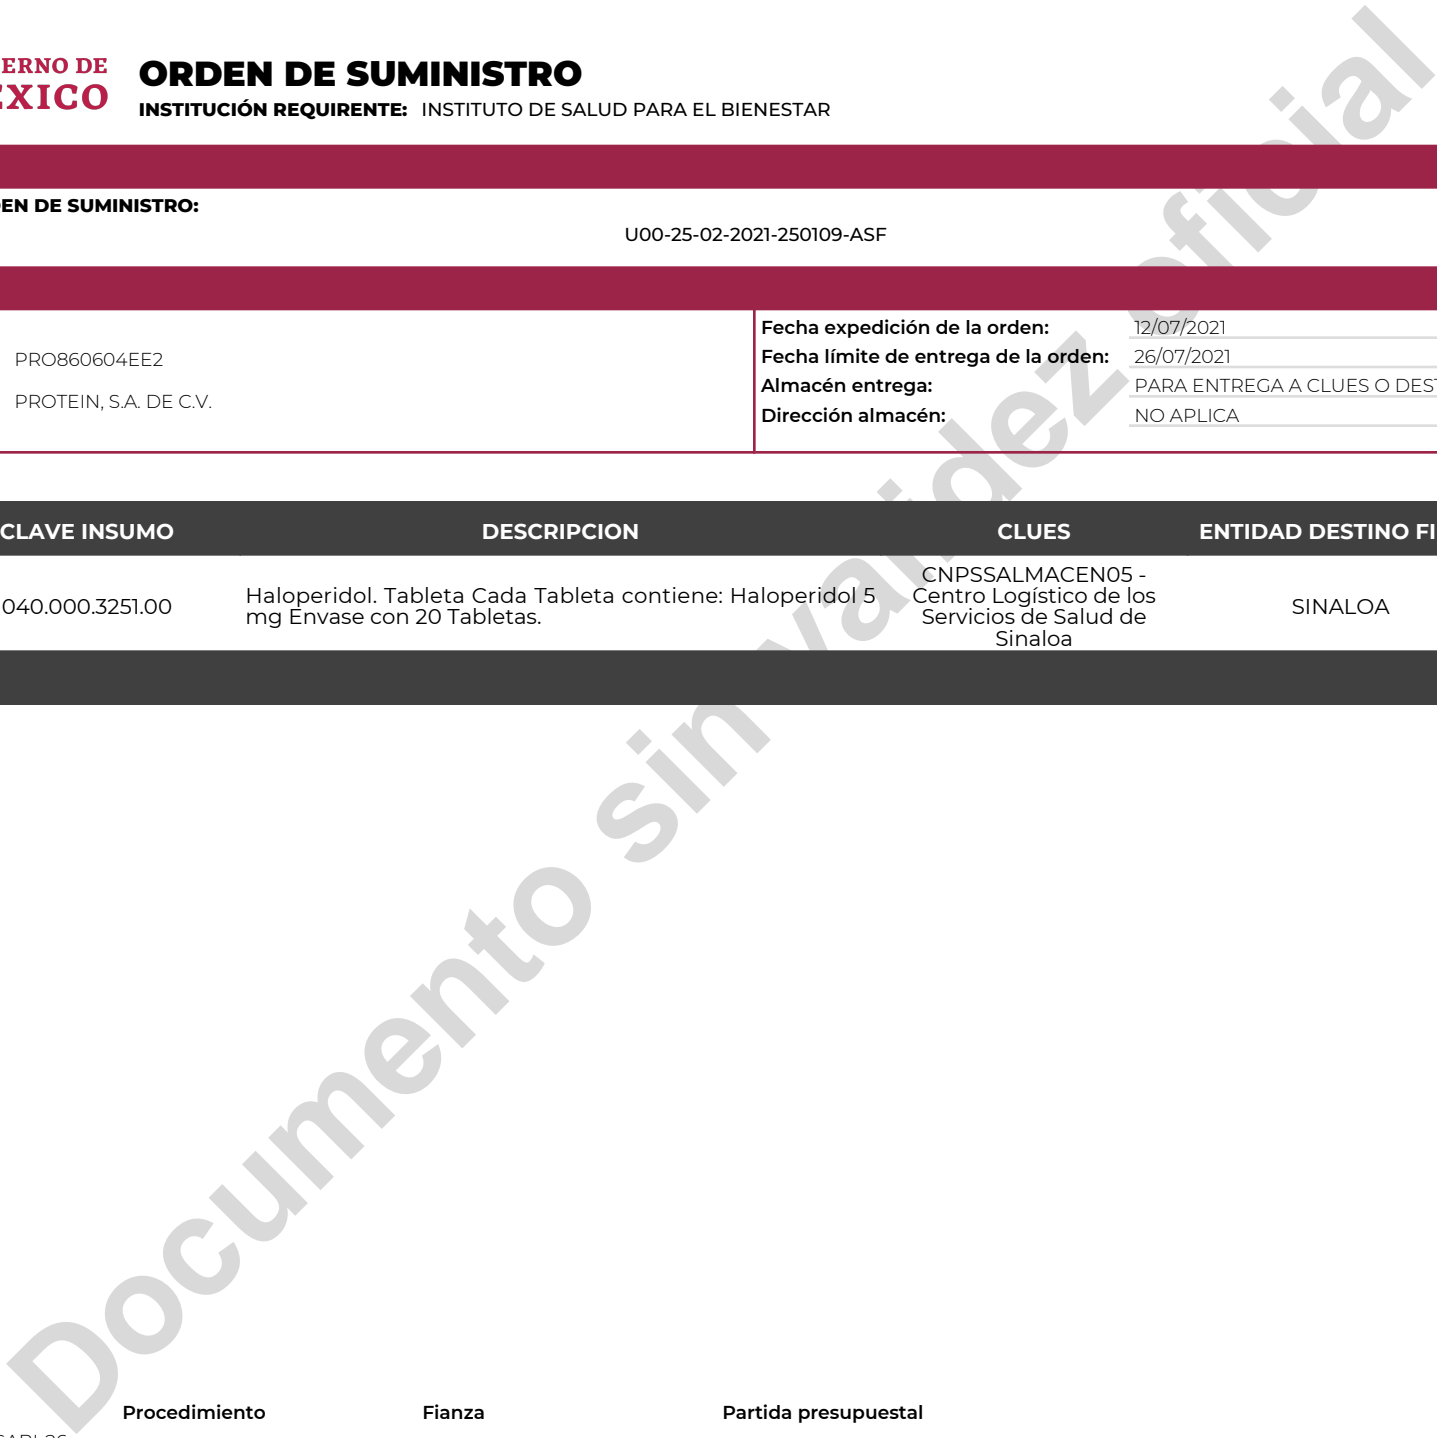 ERNO DE
ORDEN DE SUMINISTRO
INSTITUCIÓN REQUIRENTE: INSTITUTO DE SALUD PARA EL BIENESTAR
EN DE SUMINISTRO:
U00-25-02-2021-250109-ASF
PRO860604EE2
PROTEIN, S.A. DE C.V.
Fecha expedición de la orden: 12/07/2021
Fecha límite de entrega de la orden: 26/07/2021
Almacén entrega: PARA ENTREGA A CLUES O DEST
Dirección almacén: NO APLICA
CLAVE INSUMO DESCRIPCION CLUES ENTIDAD DESTINO FI
040.000.3251.00
Haloperidol. Tableta Cada Tableta contiene: Haloperidol 5
mg Envase con 20 Tabletas.
CNPSSALMACEN05 -
Centro Logístico de los
Servicios de Salud de
Sinaloa
SINALOA
Documento sin validez oficial
Procedimiento Fianza Partida presupuestal